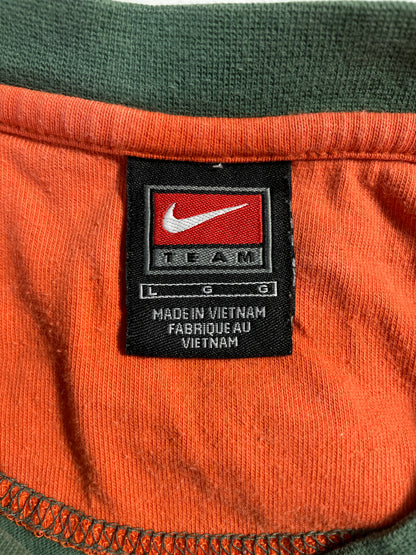 TEAM
L G G
MADE IN VIETNAM
FABRIQUE AU
VIETNAM